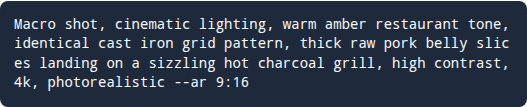 Macro shot, cinematic lighting, warm amber restaurant tone,
identical cast iron grid pattern, thick raw pork belly slic
es landing on a sizzling hot charcoal grill, high contrast,
4k, photorealistic --ar 9:16